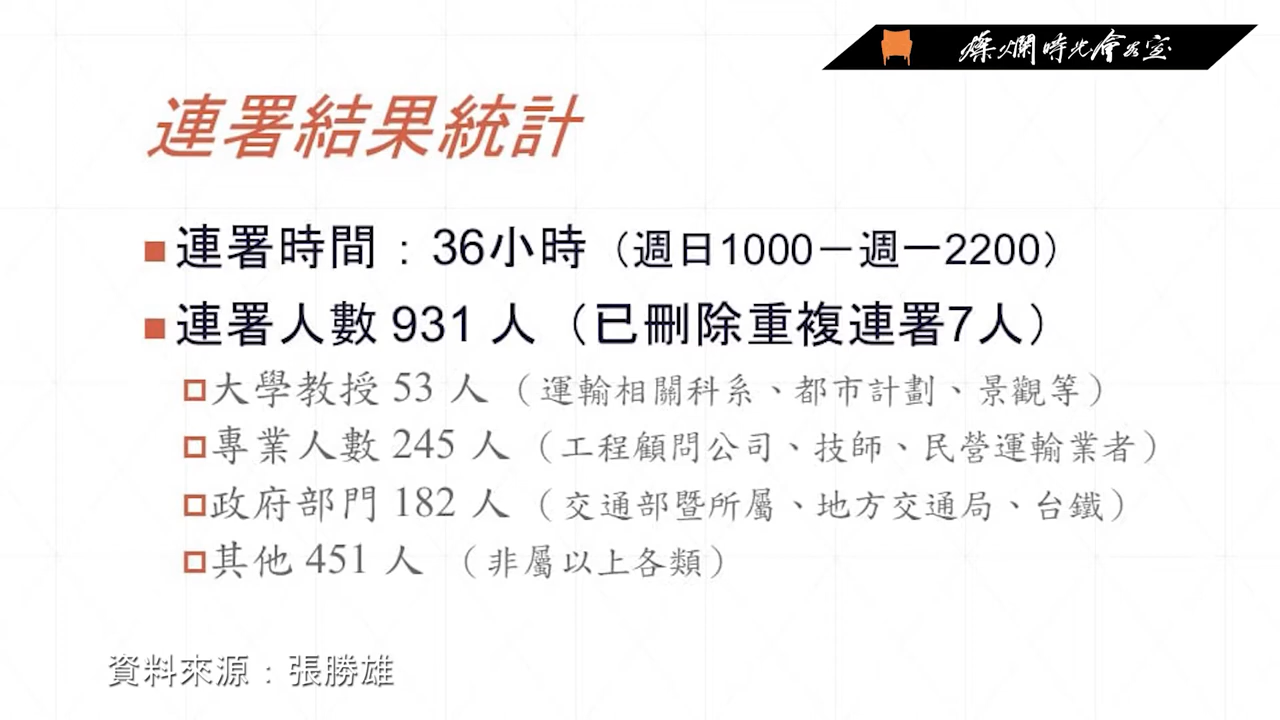 燦爛時光會客室
連署結果統計
連署時間：36小時（週日1000－週一2200）
連署人數 931 人（已刪除重複連署7人）
大學教授 53 人（運輸相關科系、都市計劃、景觀等）
專業人數 245 人（工程顧問公司、技師、民營運輸業者）
政府部門 182 人（交通部暨所屬、地方交通局、台鐵）
其他 451 人（非屬以上各類）
資料來源：張勝雄